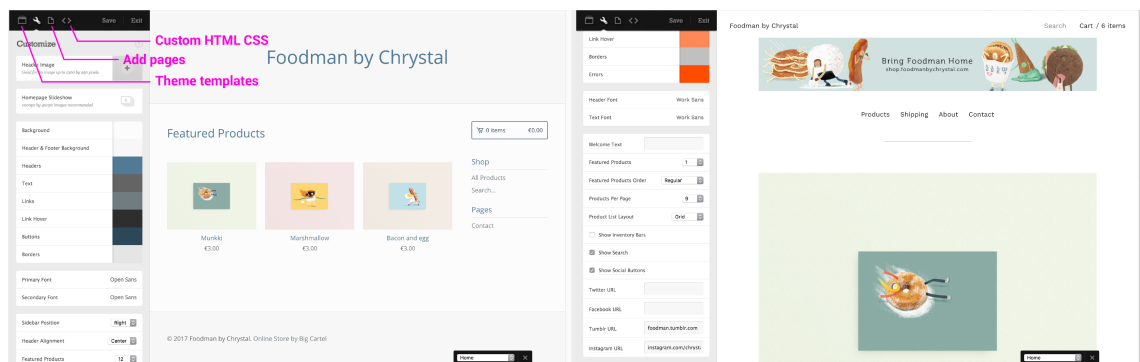 Save Exit
Custom HTML CSS
Customize
Add pages
Theme templates
Header Image
Homepage Slideshow
Background
Header & Footer Background
Headers
Text
Links
Link Hover
Buttons
Borders
Primary Font Open Sans
Secondary Font Open Sans
Sidebar Position Right
Header Alignment Center
Featured Products 12
Foodman by Chrystal
Featured Products
0 items €0.00
Munkki
€3.00
Marshmallow
€3.00
Bacon and egg
€3.00
Shop
All Products
Search...
Pages
Contact
© 2017 Foodman by Chrystal. Online Store by Big Cartel
Home
Save Exit
Link Hover
Borders
Errors
Header Font Work Sans
Text Font Work Sans
Welcome Text
Featured Products 1
Featured Products Order Regular
Products Per Page 9
Product List Layout Grid
Show Inventory Bars
Show Search
Show Social Buttons
Twitter URL
Facebook URL
Tumblr URL foodman.tumblr.com
Instagram URL instagram.com/chryst
Foodman by Chrystal
Search Cart / 6 items
Bring Foodman Home
shop.foodmanbychrystal.com
Products Shipping About Contact
Home